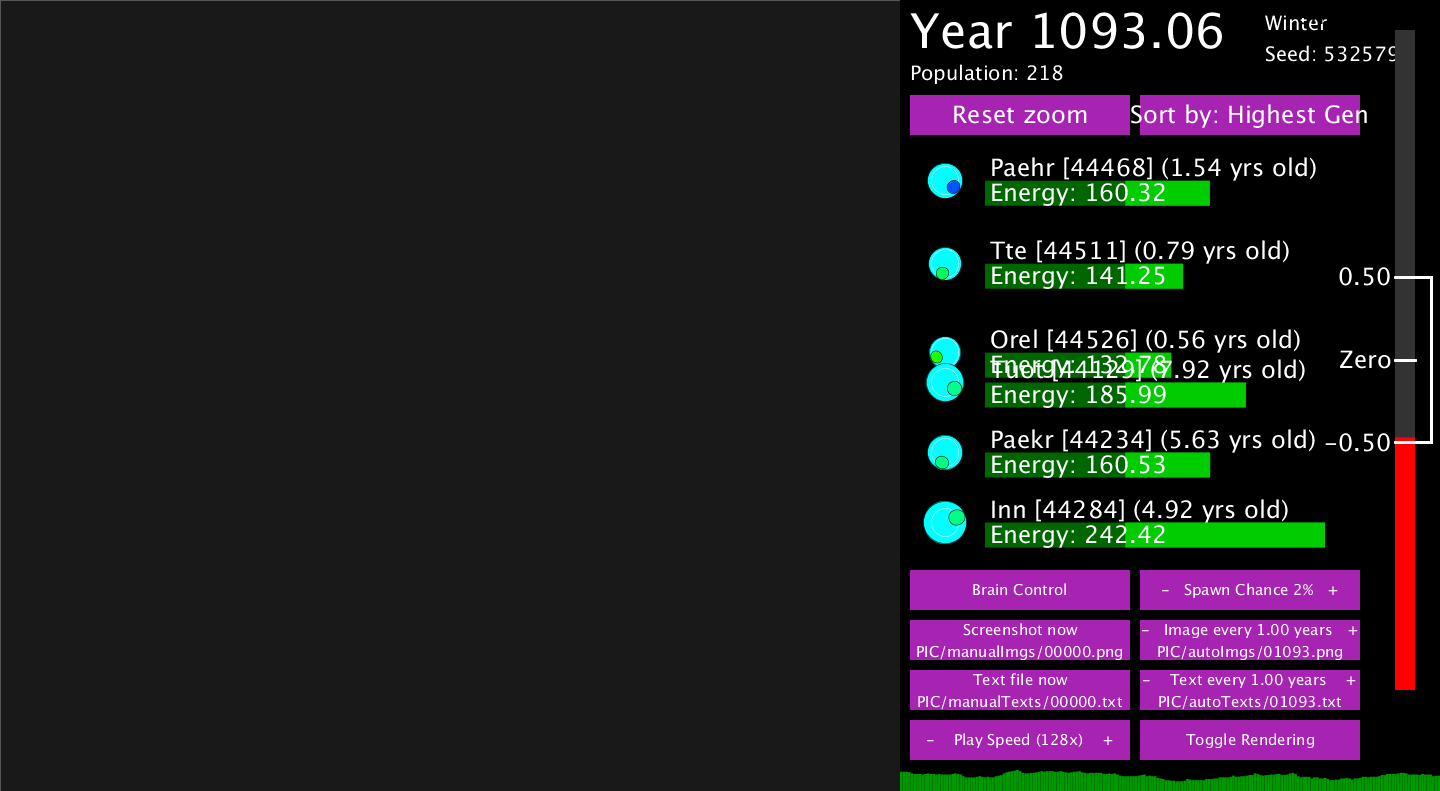 Year 1093.06
Winter
Seed: 532579
Population: 218
Reset zoom
Sort by: Highest Gen
Paehr [44468] (1.54 yrs old)
Energy: 160.32
Tte [44511] (0.79 yrs old)
Energy: 141.25
0.50
Orel [44526] (0.56 yrs old)
Energy: 132.78
Zero
Tuot [44129] (7.92 yrs old)
Energy: 185.99
Paekr [44234] (5.63 yrs old)
−0.50
Energy: 160.53
Inn [44284] (4.92 yrs old)
Energy: 242.42
Brain Control
- Spawn Chance 2% +
Screenshot now
PIC/manualImgs/00000.png
- Image every 1.00 years +
PIC/autoImgs/01093.png
Text file now
PIC/manualTexts/00000.txt
- Text every 1.00 years +
PIC/autoTexts/01093.txt
- Play Speed (128x) +
Toggle Rendering